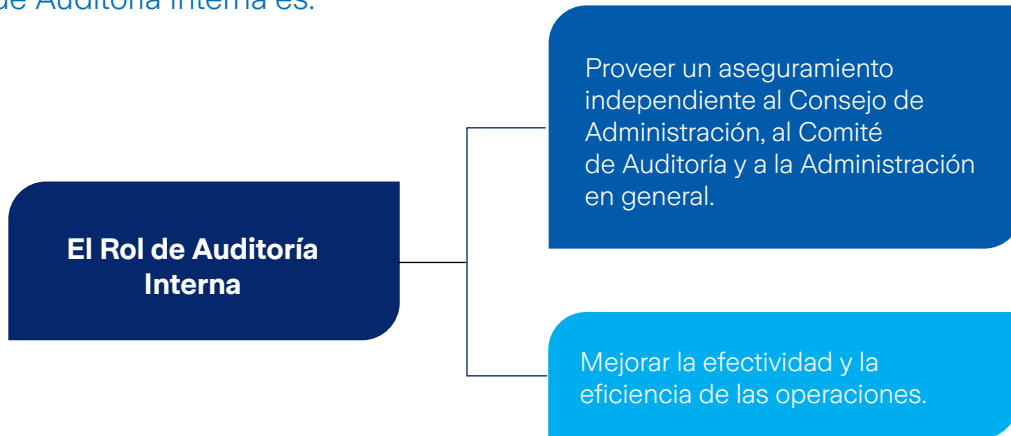 de Auditoría Interna es:
Proveer un aseguramiento
independiente al Consejo de
Administración, al Comité
de Auditoría y a la Administración
en general.
El Rol de Auditoría
Interna
Mejorar la efectividad y la
eficiencia de las operaciones.